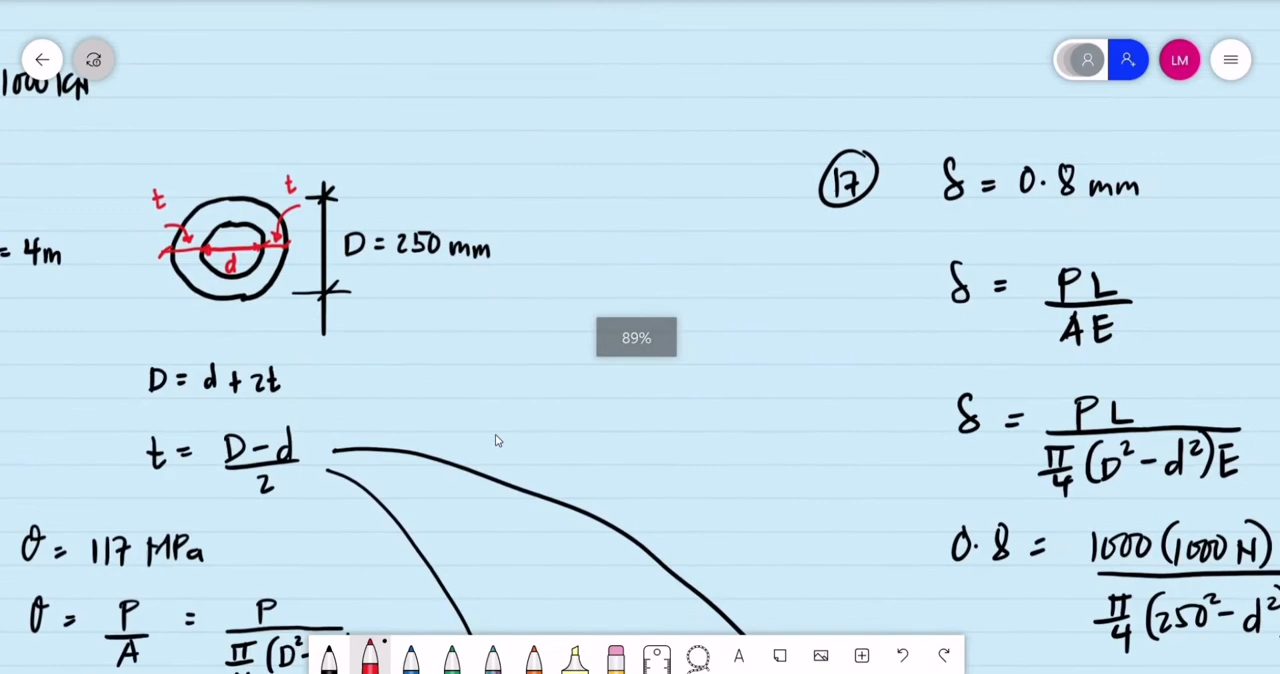 1000 kN
LM
t
t
17
δ = 0.8 mm
= 4m
d
D = 250 mm
δ = PL / AE
89%
D = d + 2t
δ = PL / π/4 (D² - d²) E
t = D - d / 2
σ = 117 MPa
0.8 = 1000 (1000 N) / π/4 (250² - d²
σ = P / A = P / π (D²
A